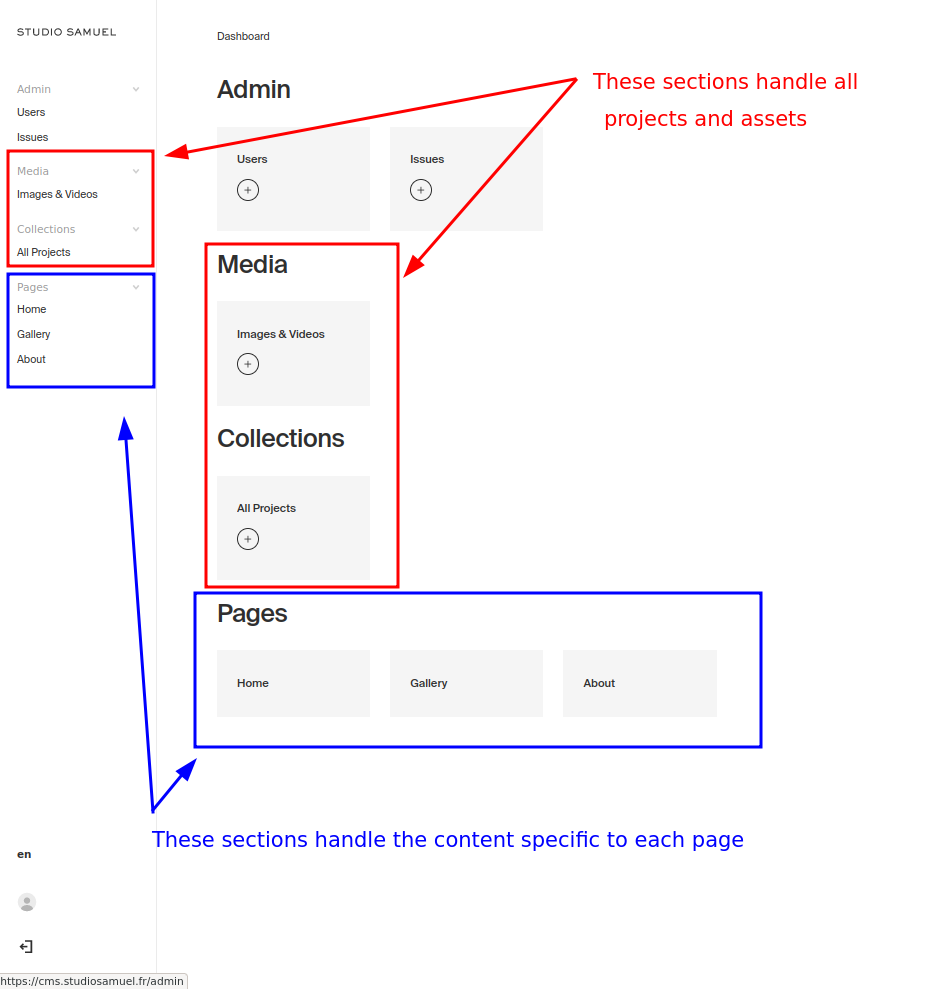 STUDIO SAMUEL
Admin
Users
Issues
Media
Images & Videos
Collections
All Projects
Pages
Home
Gallery
About
en
https://cms.studiosamuel.fr/admin
Dashboard
Admin
Users
Issues
Media
Images & Videos
Collections
All Projects
Pages
Home
Gallery
About
These sections handle all
projects and assets
These sections handle the content specific to each page